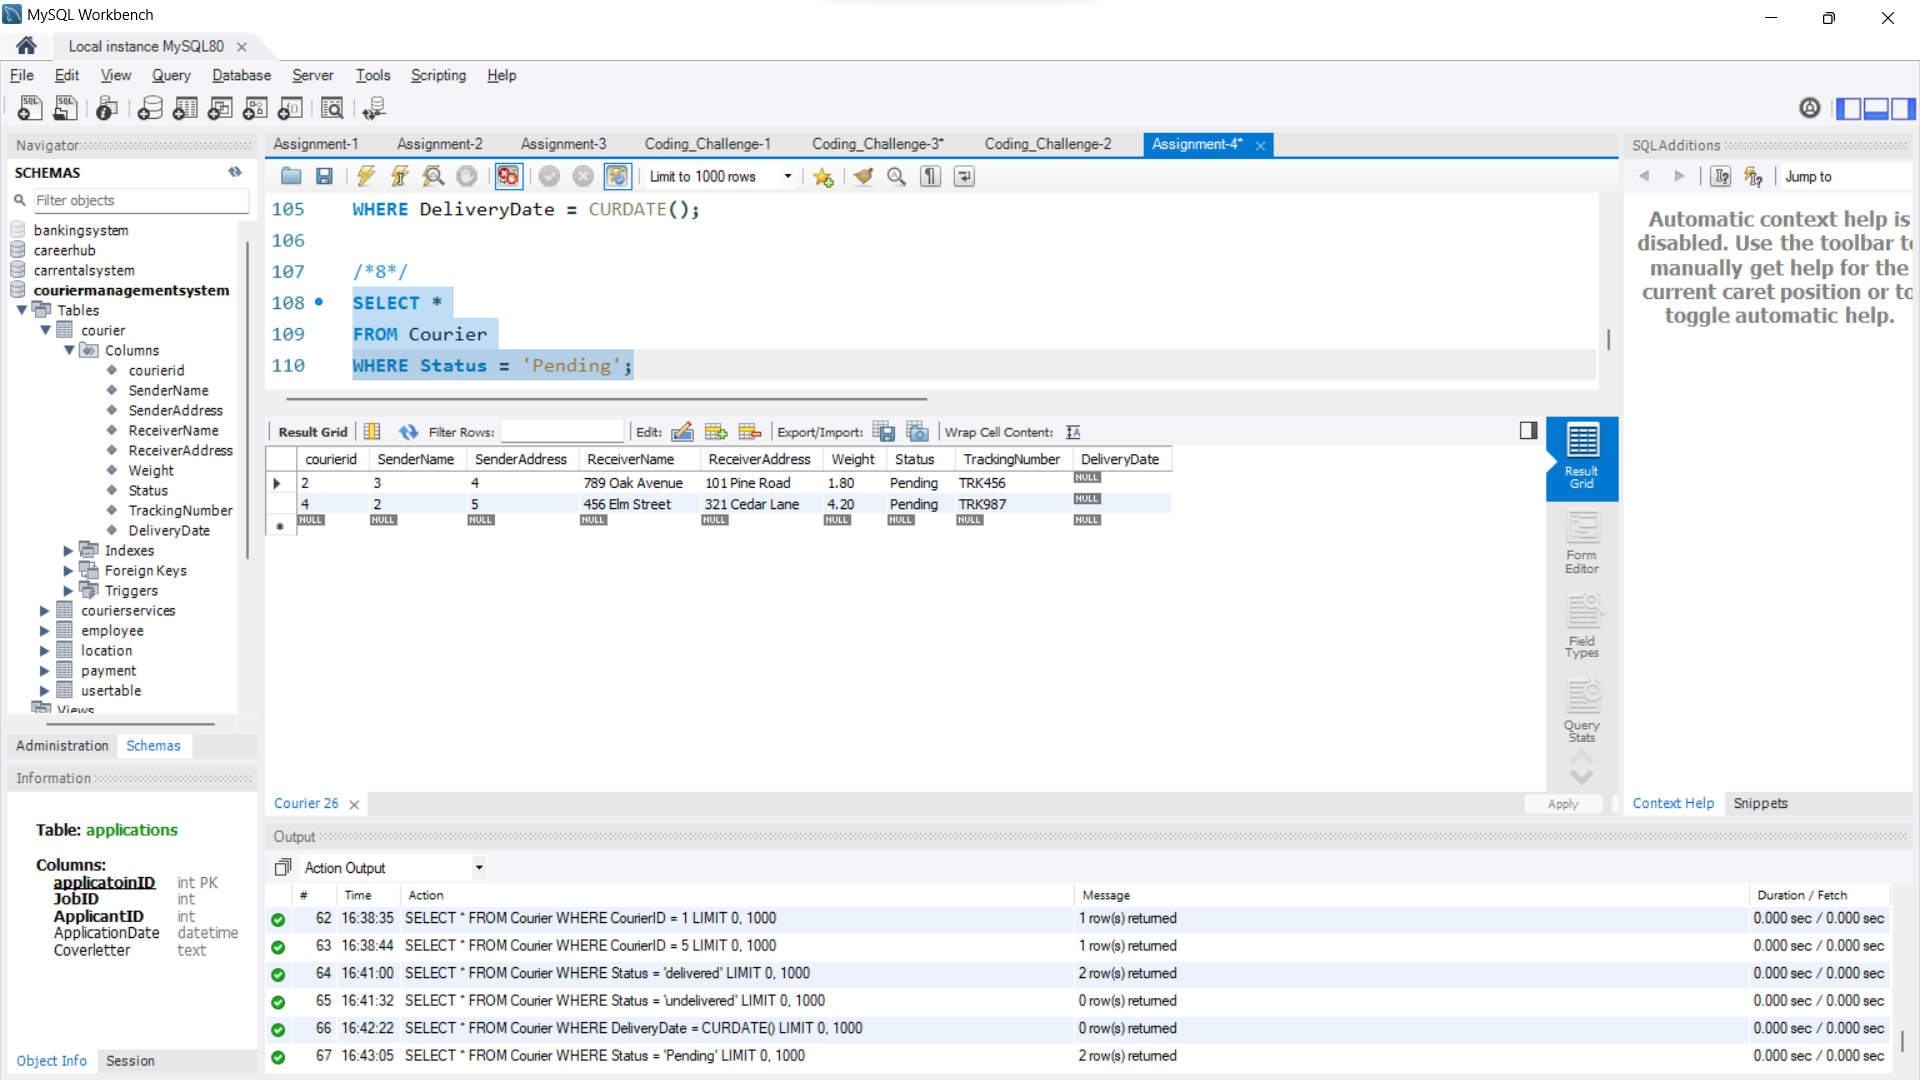 MySQL Workbench
Local instance MySQL80
File Edit View Query Database Server Tools Scripting Help
Navigator
SCHEMAS
Filter objects
bankingsystem
careerhub
carrentalsystem
couriermanagementsystem
Tables
courier
Columns
courierid
SenderName
SenderAddress
ReceiverName
ReceiverAddress
Weight
Status
TrackingNumber
DeliveryDate
Indexes
Foreign Keys
Triggers
courierservices
employee
location
payment
usertable
Views
Administration Schemas
Information
Table: applications
Columns:
applicatoinID int PK
JobID int
ApplicantID int
ApplicationDate datetime
Coverletter text
Object Info Session
Assignment-1 Assignment-2 Assignment-3 Coding_Challenge-1 Coding_Challenge-3* Coding_Challenge-2 Assignment-4*
Limit to 1000 rows
105 WHERE DeliveryDate = CURDATE();
106
107 /*8*/
108 SELECT *
109 FROM Courier
110 WHERE Status = 'Pending';
Result Grid Filter Rows: Edit: Export/Import: Wrap Cell Content:
courierid SenderName SenderAddress ReceiverName ReceiverAddress Weight Status TrackingNumber DeliveryDate
2 3 4 789 Oak Avenue 101 Pine Road 1.80 Pending TRK456 NULL
4 2 5 456 Elm Street 321 Cedar Lane 4.20 Pending TRK987 NULL
NULL NULL NULL NULL NULL NULL NULL NULL NULL
Result Grid
Form Editor
Field Types
Query Stats
Courier 26
Apply
SQLAdditions
Jump to
Automatic context help is
disabled. Use the toolbar to
manually get help for the
current caret position or to
toggle automatic help.
Context Help Snippets
Output
Action Output
# Time Action Message Duration / Fetch
62 16:38:35 SELECT * FROM Courier WHERE CourierID = 1 LIMIT 0, 1000 1 row(s) returned 0.000 sec / 0.000 sec
63 16:38:44 SELECT * FROM Courier WHERE CourierID = 5 LIMIT 0, 1000 1 row(s) returned 0.000 sec / 0.000 sec
64 16:41:00 SELECT * FROM Courier WHERE Status = 'delivered' LIMIT 0, 1000 2 row(s) returned 0.000 sec / 0.000 sec
65 16:41:32 SELECT * FROM Courier WHERE Status = 'undelivered' LIMIT 0, 1000 0 row(s) returned 0.000 sec / 0.000 sec
66 16:42:22 SELECT * FROM Courier WHERE DeliveryDate = CURDATE() LIMIT 0, 1000 0 row(s) returned 0.000 sec / 0.000 sec
67 16:43:05 SELECT * FROM Courier WHERE Status = 'Pending' LIMIT 0, 1000 2 row(s) returned 0.000 sec / 0.000 sec